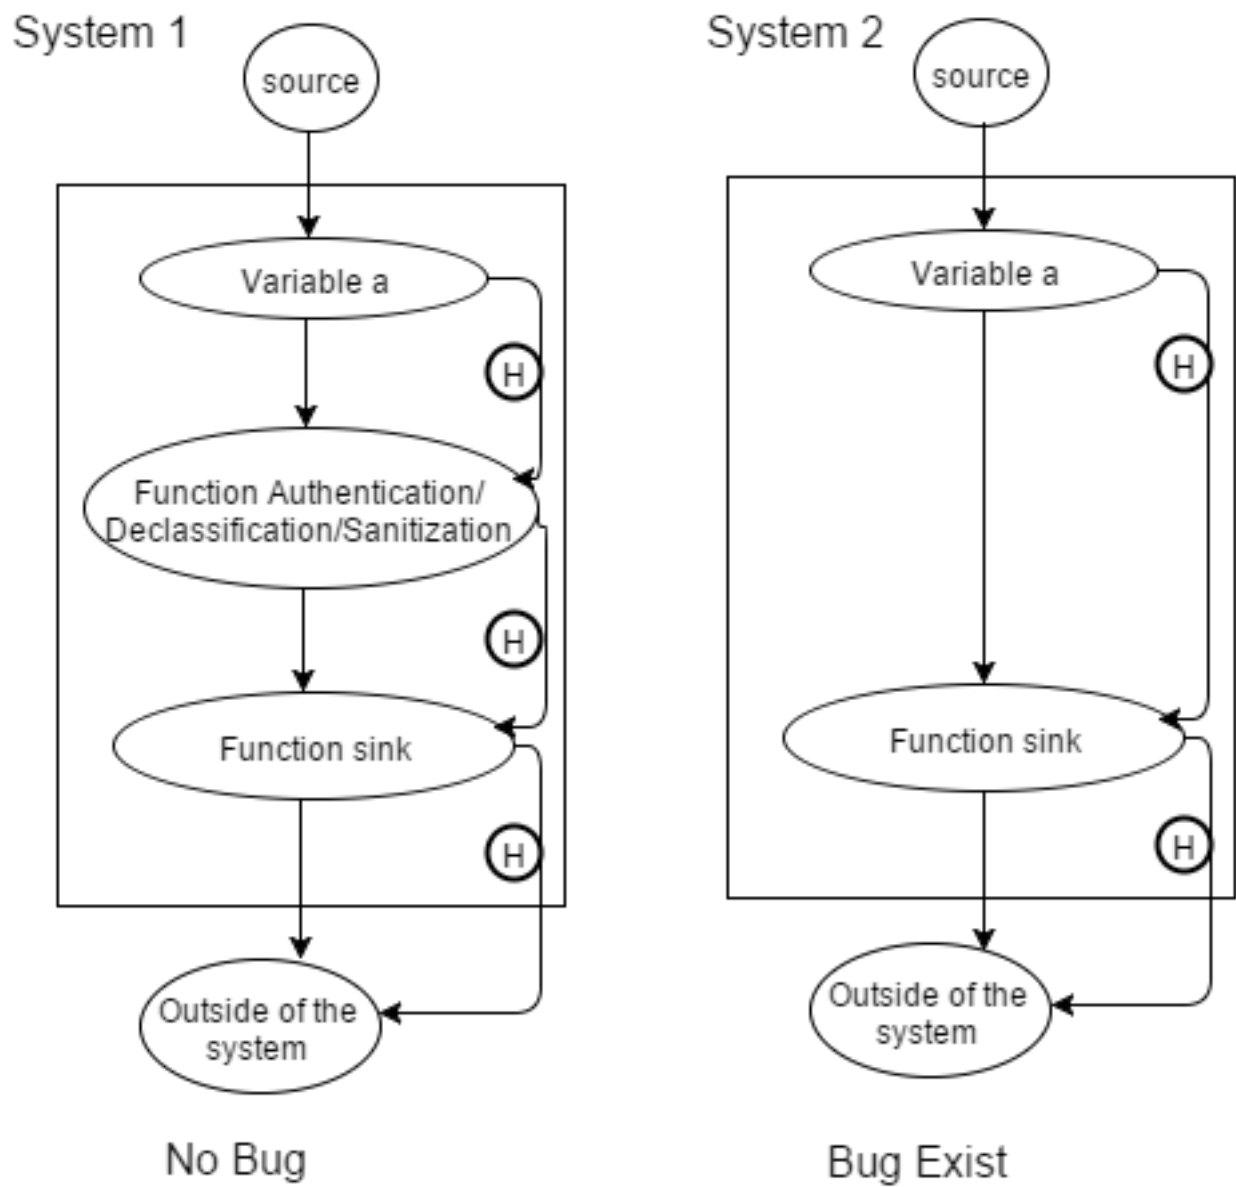 System 1
source
Variable a
H
Function Authentication/
Declassification/Sanitization
H
Function sink
H
Outside of the
system
No Bug
System 2
source
Variable a
H
Function sink
H
Outside of the
system
Bug Exist